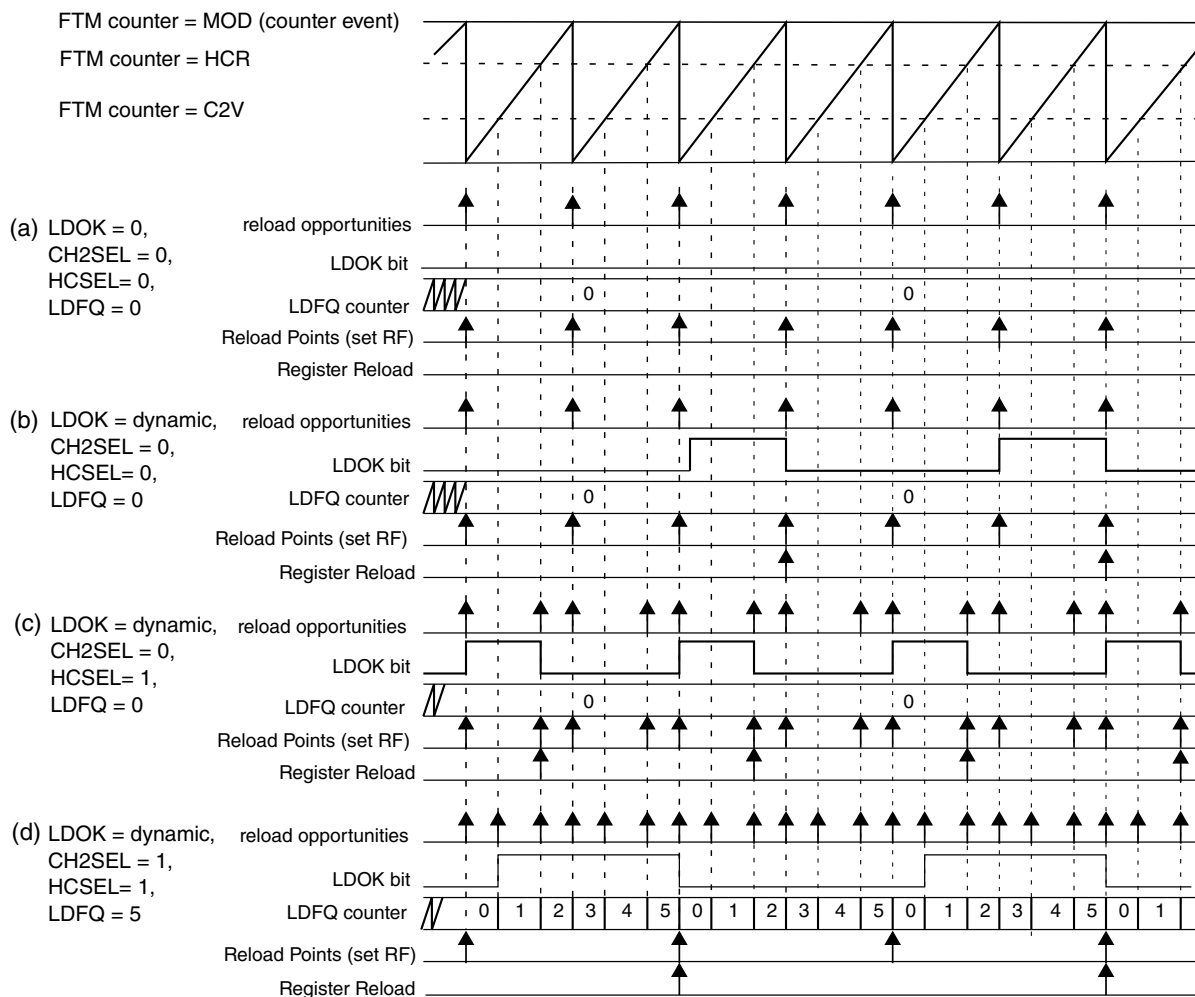 FTM counter = MOD (counter event)
FTM counter = HCR
FTM counter = C2V
(a) LDOK = 0,
CH2SEL = 0,
HCSEL= 0,
LDFQ = 0
reload opportunities
LDOK bit
LDFQ counter 0 0
Reload Points (set RF)
Register Reload
(b) LDOK = dynamic,
CH2SEL = 0,
HCSEL= 0,
LDFQ = 0
reload opportunities
LDOK bit
LDFQ counter 0 0
Reload Points (set RF)
Register Reload
(c) LDOK = dynamic,
CH2SEL = 0,
HCSEL= 1,
LDFQ = 0
reload opportunities
LDOK bit
LDFQ counter 0 0
Reload Points (set RF)
Register Reload
(d) LDOK = dynamic,
CH2SEL = 1,
HCSEL= 1,
LDFQ = 5
reload opportunities
LDOK bit
LDFQ counter 0 1 2 3 4 5 0 1 2 3 4 5 0 1 2 3 4 5 0 1
Reload Points (set RF)
Register Reload